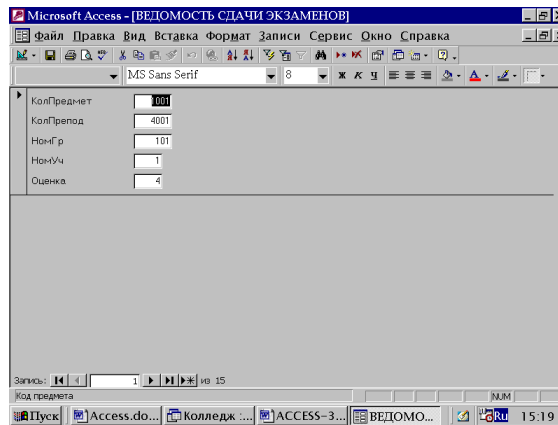 Microsoft Access - [ВЕДОМОСТЬ СДАЧИ ЭКЗАМЕНОВ]
Файл Правка Вид Вставка Формат Записи Сервис Окно Справка
MS Sans Serif 8 Ж К Ч
КолПредмет 1001
КолПрепод 4001
НомГр 101
НомУч 1
Оценка 4
Запись: 1 из 15
Код предмета NUM
Пуск Access.do... Колледж :... ACCESS-3... ВЕДОМО... Ru 15:19